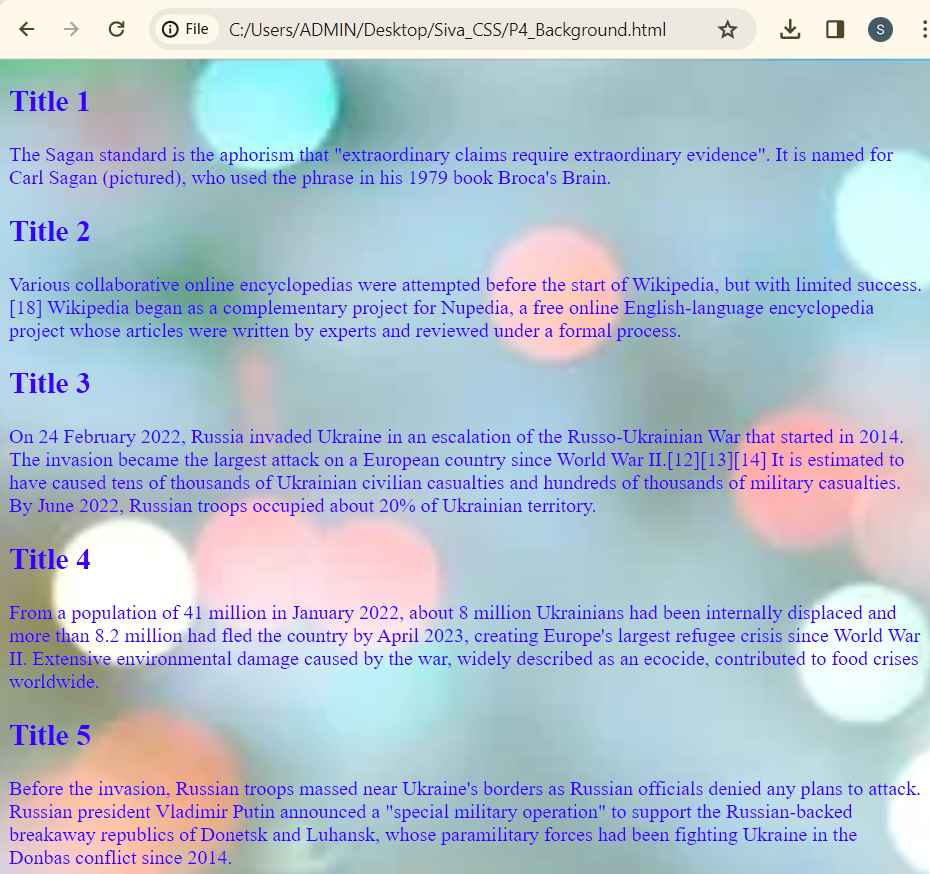 File C:/Users/ADMIN/Desktop/Siva_CSS/P4_Background.html S
Title 1
The Sagan standard is the aphorism that "extraordinary claims require extraordinary evidence". It is named for
Carl Sagan (pictured), who used the phrase in his 1979 book Broca's Brain.
Title 2
Various collaborative online encyclopedias were attempted before the start of Wikipedia, but with limited success.
[18] Wikipedia began as a complementary project for Nupedia, a free online English-language encyclopedia
project whose articles were written by experts and reviewed under a formal process.
Title 3
On 24 February 2022, Russia invaded Ukraine in an escalation of the Russo-Ukrainian War that started in 2014.
The invasion became the largest attack on a European country since World War II.[12][13][14] It is estimated to
have caused tens of thousands of Ukrainian civilian casualties and hundreds of thousands of military casualties.
By June 2022, Russian troops occupied about 20% of Ukrainian territory.
Title 4
From a population of 41 million in January 2022, about 8 million Ukrainians had been internally displaced and
more than 8.2 million had fled the country by April 2023, creating Europe's largest refugee crisis since World War
II. Extensive environmental damage caused by the war, widely described as an ecocide, contributed to food crises
worldwide.
Title 5
Before the invasion, Russian troops massed near Ukraine's borders as Russian officials denied any plans to attack.
Russian president Vladimir Putin announced a "special military operation" to support the Russian-backed
breakaway republics of Donetsk and Luhansk, whose paramilitary forces had been fighting Ukraine in the
Donbas conflict since 2014.